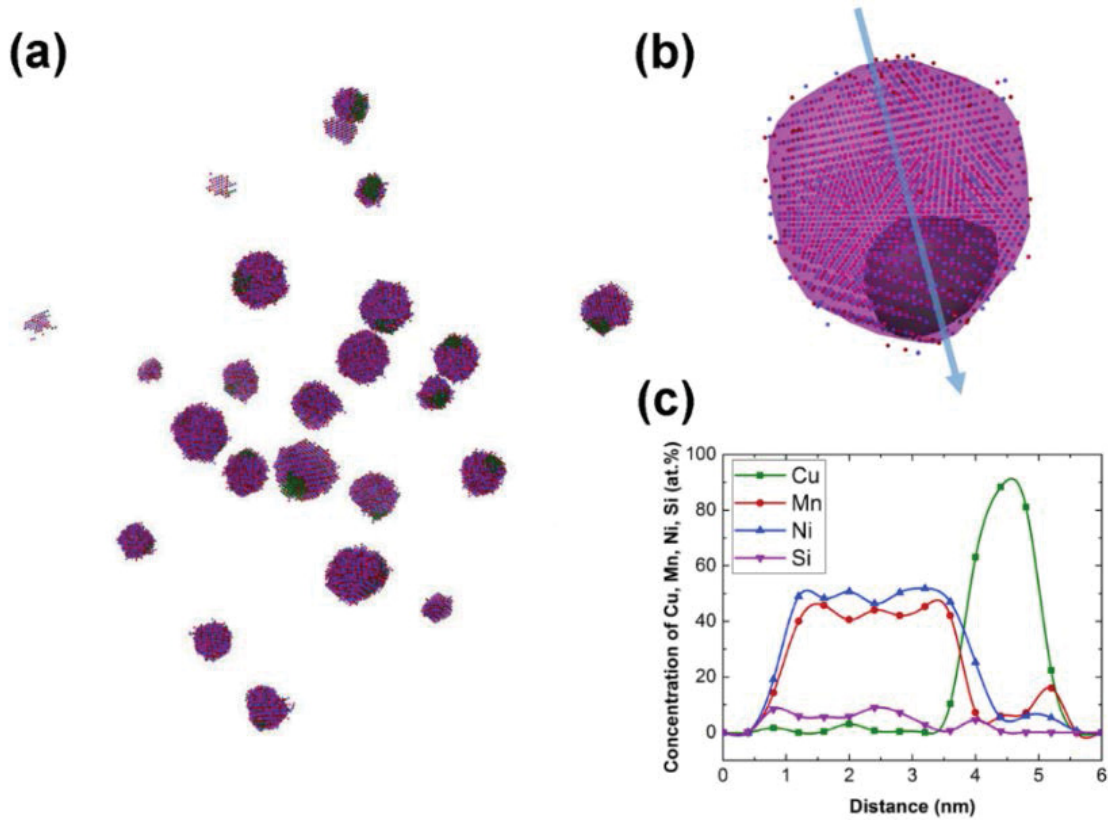 (a)
(b)
(c)
Concentration of Cu, Mn, Ni, Si (at.%)
100
80
60
40
20
0
Cu
Mn
Ni
Si
0 1 2 3 4 5 6
Distance (nm)